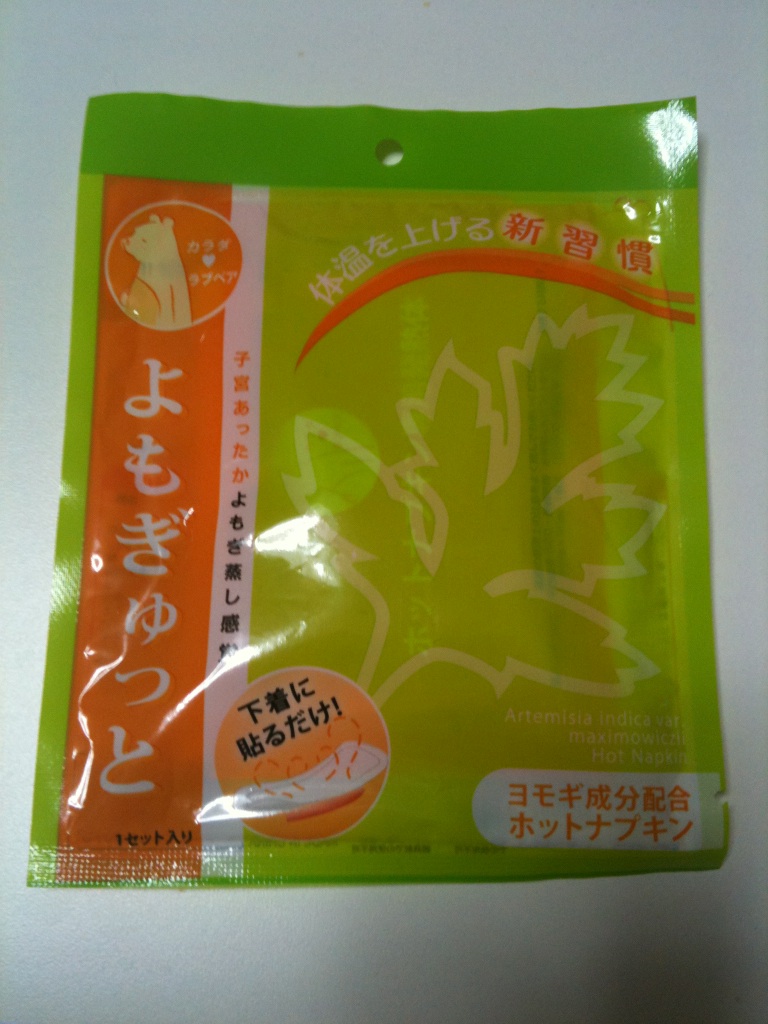 体温を上げる新習慣
カラダ
ラブベア
よもぎゅっと
子宮あったかよもぎ蒸し感覚
下着に
貼るだけ!
Artemisia indica var.
maximowiczii
Hot Napkin
ヨモギ成分配合
ホットナプキン
1セット入り